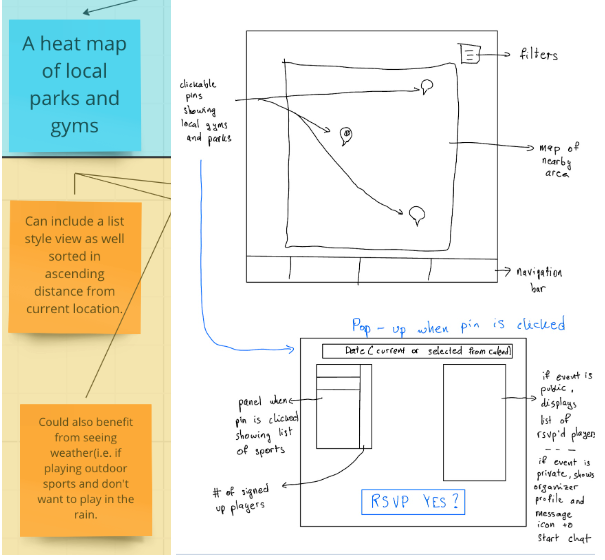 A heat map
of local
parks and
gyms
Can include a list
style view as well
sorted in
ascending
distance from
current location.
Could also benefit
from seeing
weather(i.e. if
playing outdoor
sports and don't
want to play in the
rain.
filters
clickable
pins
showing
local gyms
and parks
map of
nearby
area
navigation
bar
Pop-up when pin is clicked
Date (current or selected from calend)
panel when
pin is clicked
showing list
of sports
# of signed
up players
RSVP YES?
if event is
public,
displays
list of
rsvp'd players
if event is
private, shows
organizer
profile and
message
icon to
start chat